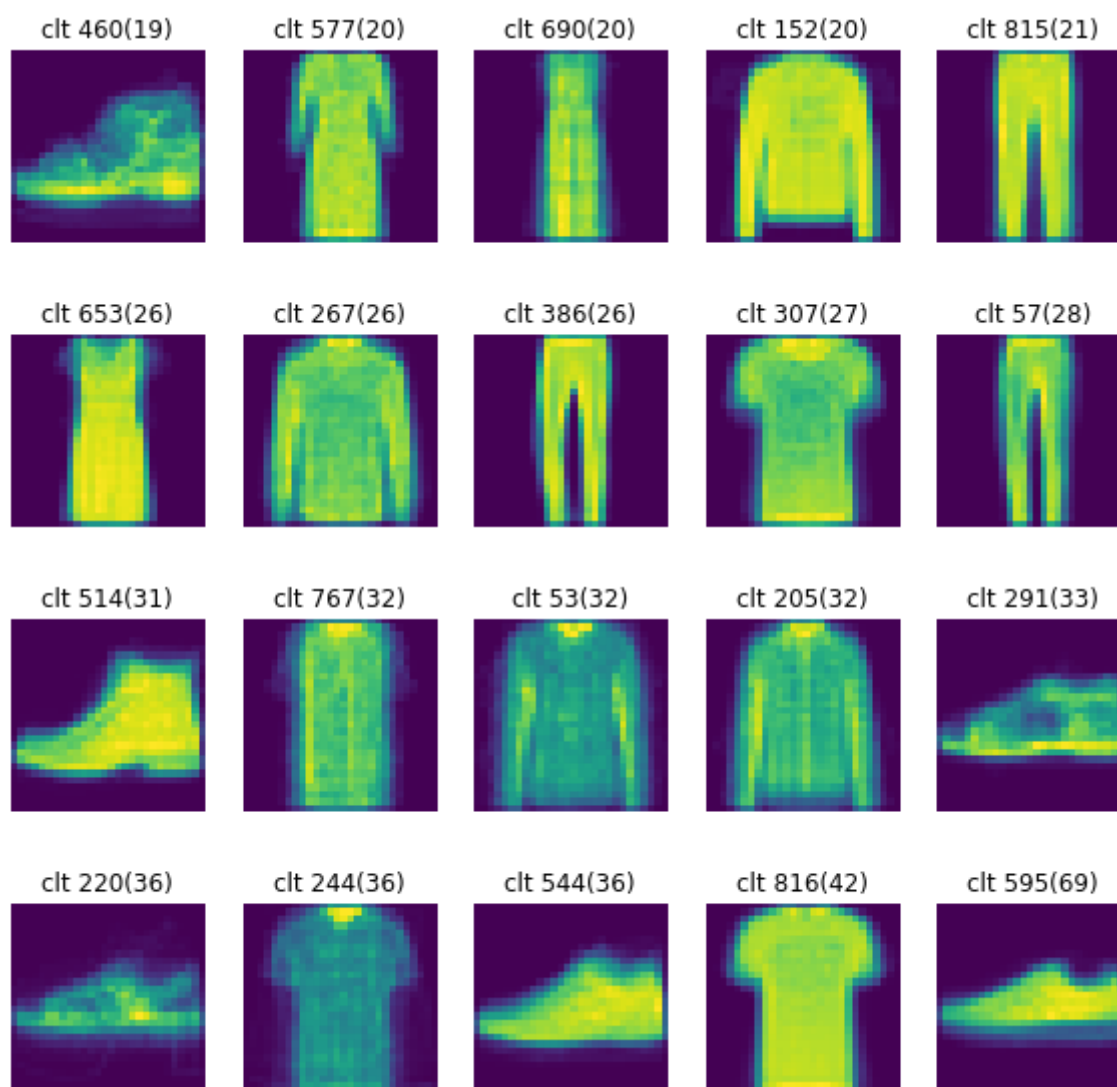 clt 460(19) clt 577(20) clt 690(20) clt 152(20) clt 815(21)
clt 653(26) clt 267(26) clt 386(26) clt 307(27) clt 57(28)
clt 514(31) clt 767(32) clt 53(32) clt 205(32) clt 291(33)
clt 220(36) clt 244(36) clt 544(36) clt 816(42) clt 595(69)